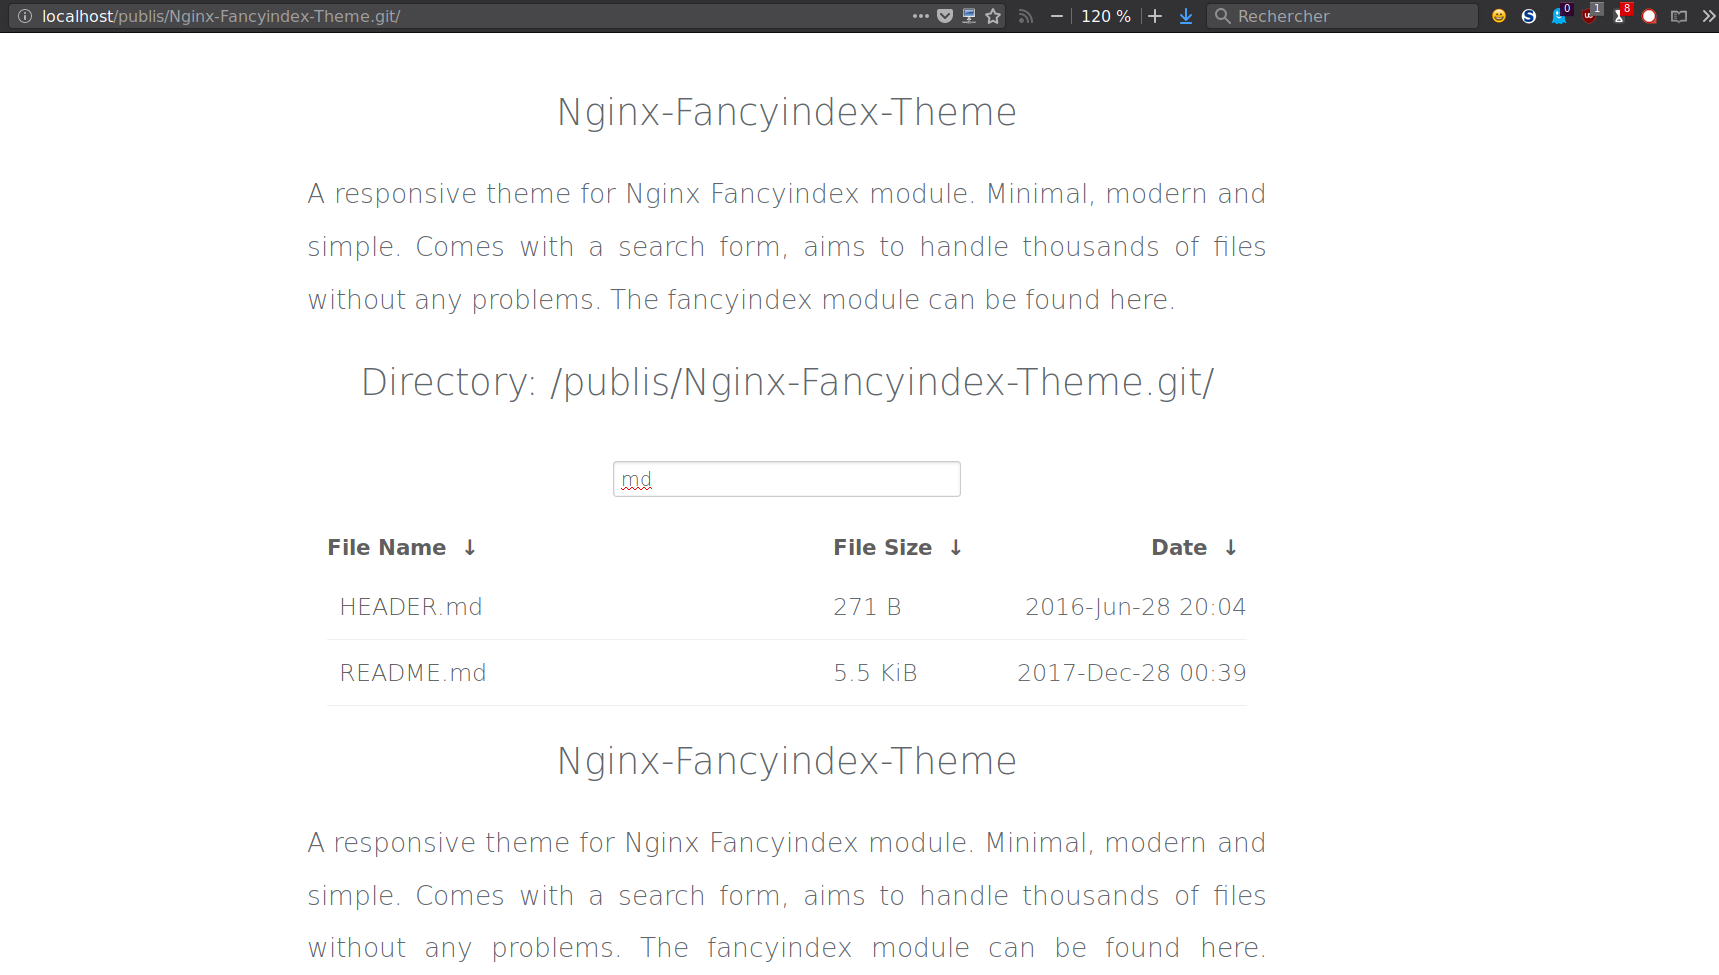 localhost/publis/Nginx-Fancyindex-Theme.git/
120 %
Rechercher
0
1
8
Nginx-Fancyindex-Theme
A responsive theme for Nginx Fancyindex module. Minimal, modern and
simple. Comes with a search form, aims to handle thousands of files
without any problems. The fancyindex module can be found here.
Directory: /publis/Nginx-Fancyindex-Theme.git/
md
File Name ↓ File Size ↓ Date ↓
HEADER.md 271 B 2016-Jun-28 20:04
README.md 5.5 KiB 2017-Dec-28 00:39
Nginx-Fancyindex-Theme
A responsive theme for Nginx Fancyindex module. Minimal, modern and
simple. Comes with a search form, aims to handle thousands of files
without any problems. The fancyindex module can be found here.